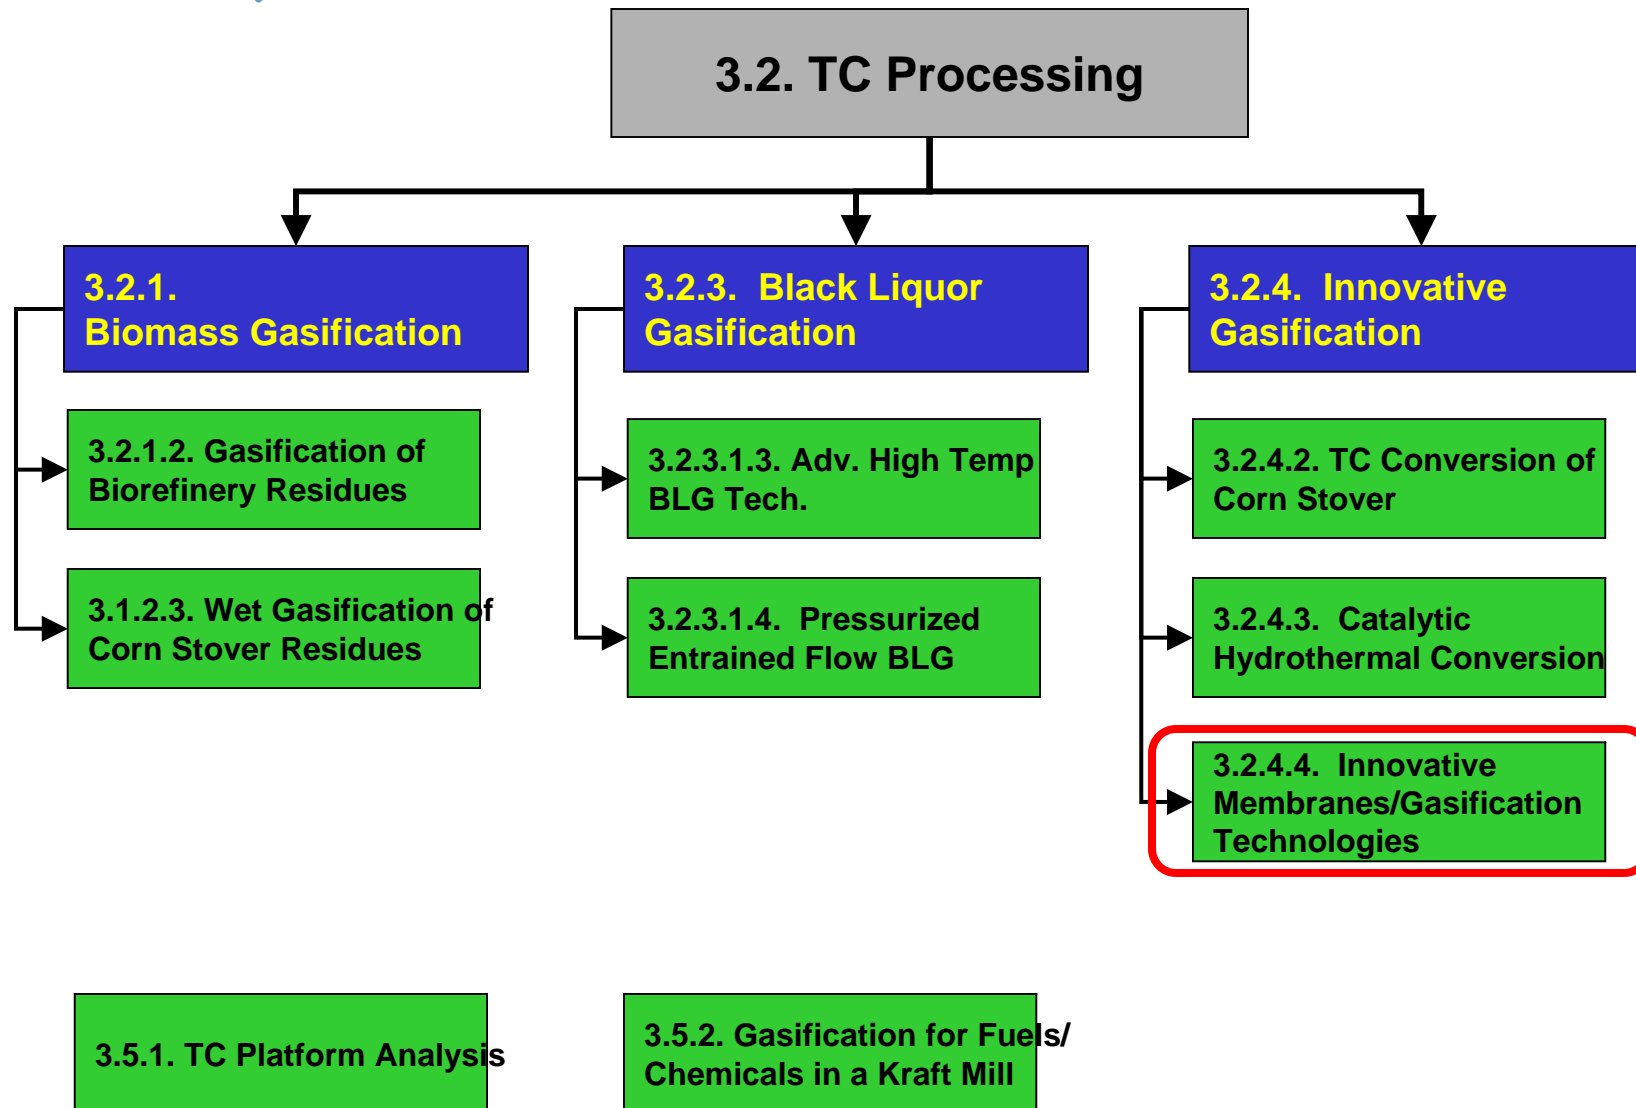 3.2. TC Processing
3.2.1.
Biomass Gasification
3.2.1.2. Gasification of
Biorefinery Residues
3.1.2.3. Wet Gasification of
Corn Stover Residues
3.2.3.  Black Liquor
Gasification
3.2.3.1.3. Adv. High Temp
BLG Tech.
3.2.3.1.4.  Pressurized
Entrained Flow BLG
3.2.4.  Innovative
Gasification
3.2.4.2. TC Conversion of
Corn Stover
3.2.4.3.  Catalytic
Hydrothermal Conversion
3.2.4.4.  Innovative
Membranes/Gasification
Technologies
3.5.1. TC Platform Analysis
3.5.2. Gasification for Fuels/
Chemicals in a Kraft Mill